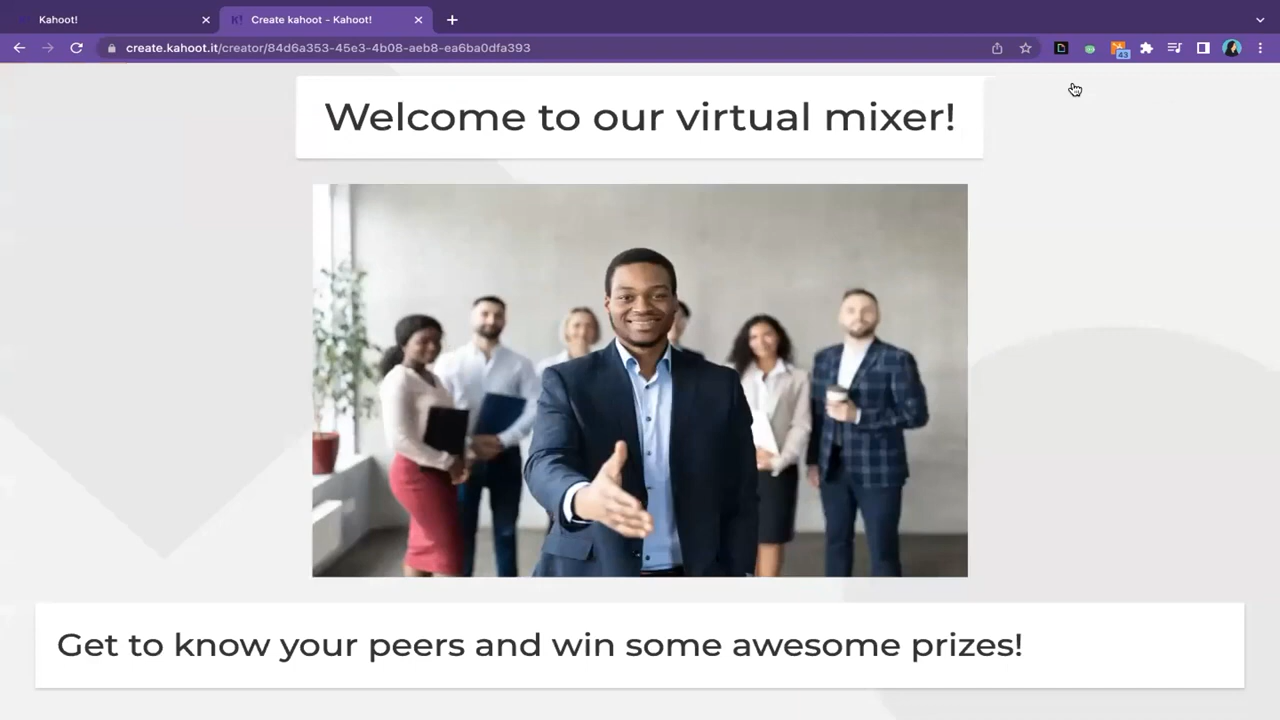 Kahoot!
K! Create kahoot - Kahoot!
create.kahoot.it/creator/84d6a353-45e3-4b08-aeb8-ea6ba0dfa393
43
Welcome to our virtual mixer!
Get to know your peers and win some awesome prizes!